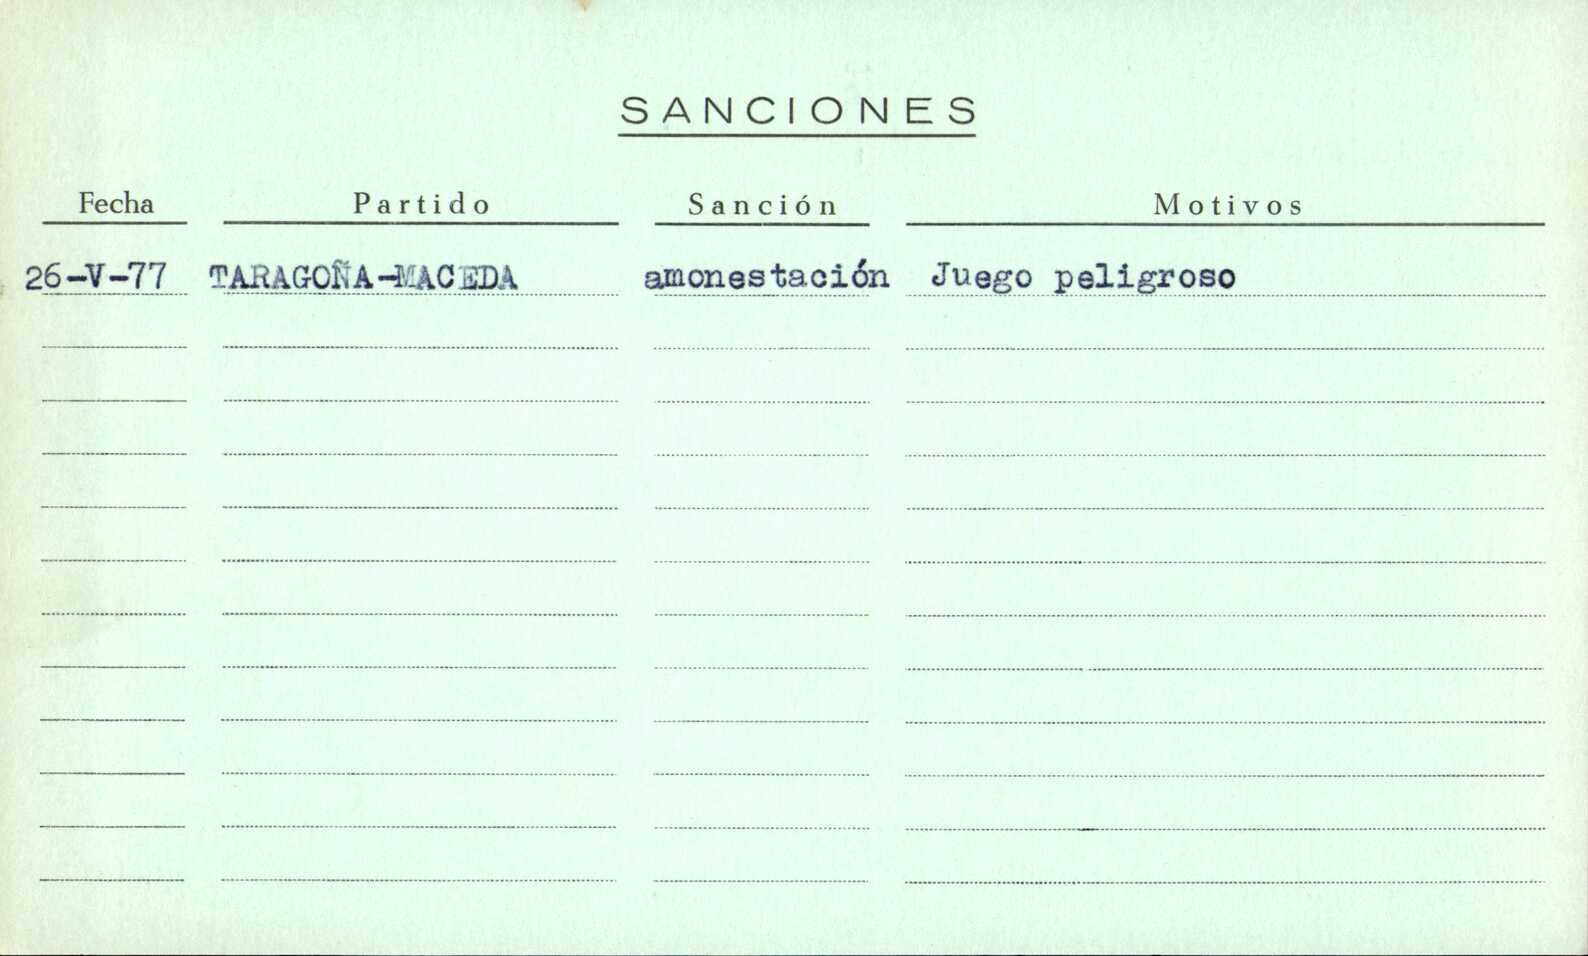 SANCIONES
Fecha Partido Sanción Motivos
26-V-77 TARAGOÑA-MACEDA amonestación Juego peligroso